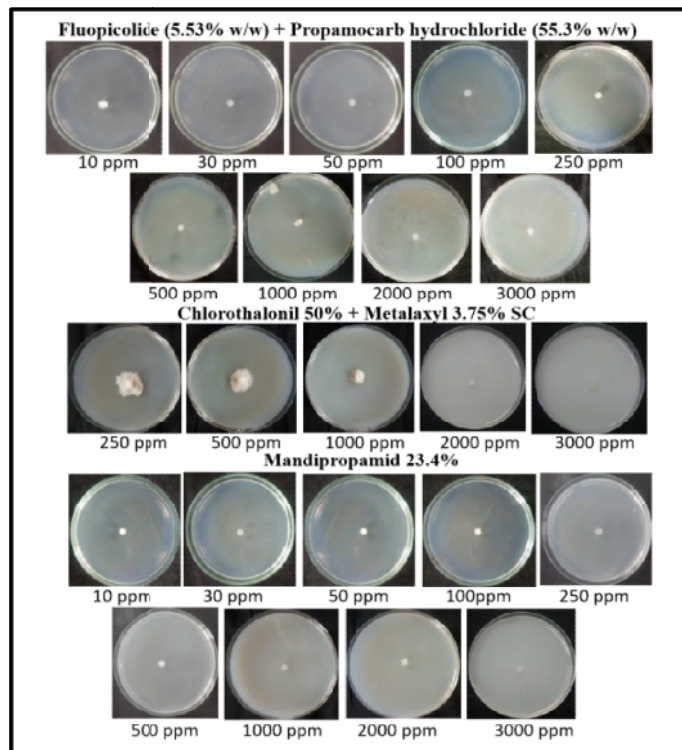 Fluopicolide (5.53% w/w) + Propamocarb hydrochloride (55.3% w/w)
10 ppm 30 ppm 50 ppm 100 ppm 250 ppm
500 ppm 1000 ppm 2000 ppm 3000 ppm
Chlorothalonil 50% + Metalaxyl 3.75% SC
250 ppm 500 ppm 1000 ppm 2000 ppm 3000 ppm
Mandipropamid 23.4%
10 ppm 30 ppm 50 ppm 100ppm 250 ppm
500 ppm 1000 ppm 2000 ppm 3000 ppm